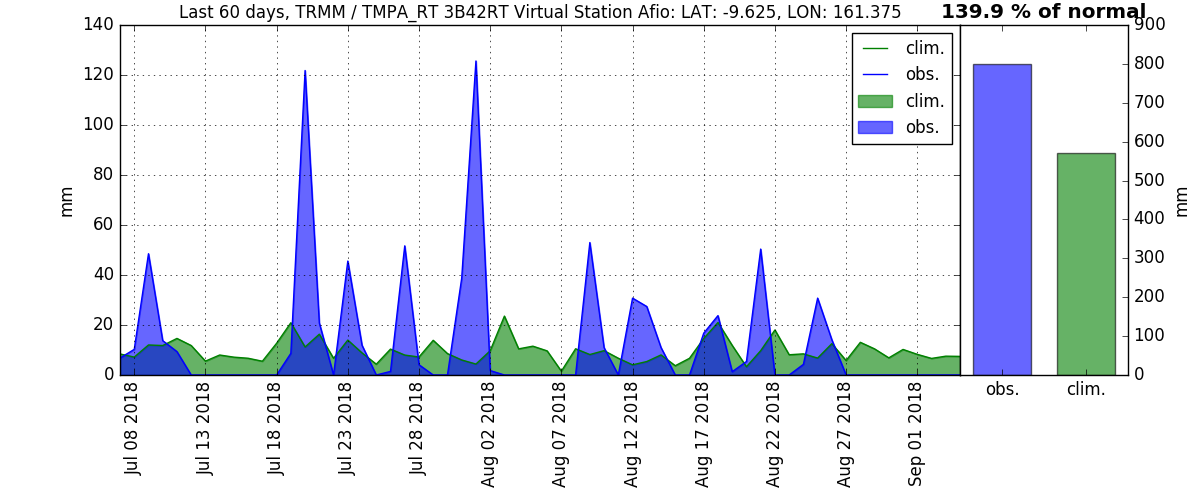 Last 60 days, TRMM / TMPA_RT 3B42RT Virtual Station Afio: LAT: -9.625, LON: 161.375
139.9 % of normal
140
120
100
80
60
40
20
0
mm
clim.
obs.
clim.
obs.
Jul 08 2018
Jul 13 2018
Jul 18 2018
Jul 23 2018
Jul 28 2018
Aug 02 2018
Aug 07 2018
Aug 12 2018
Aug 17 2018
Aug 22 2018
Aug 27 2018
Sep 01 2018
900
800
700
600
500
400
300
200
100
0
mm
obs.
clim.